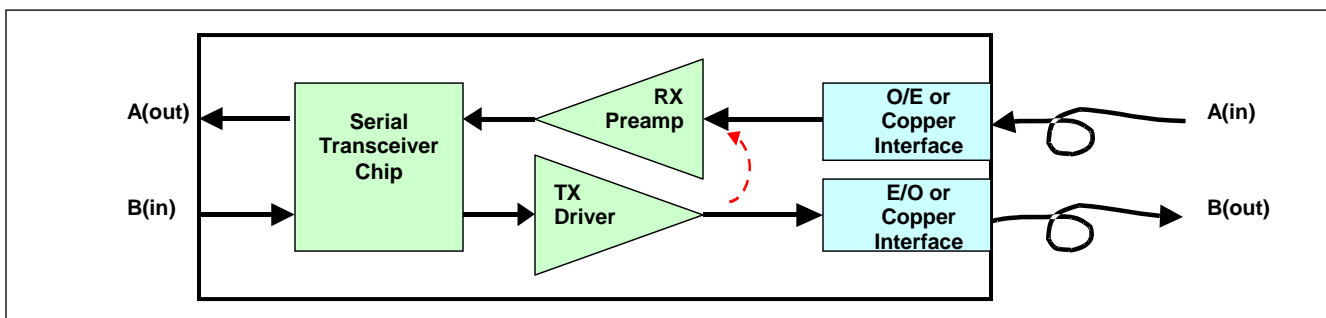 A(out)
B(in)
Serial
Transceiver
Chip
RX
Preamp
TX
Driver
O/E or
Copper
Interface
E/O or
Copper
Interface
A(in)
B(out)